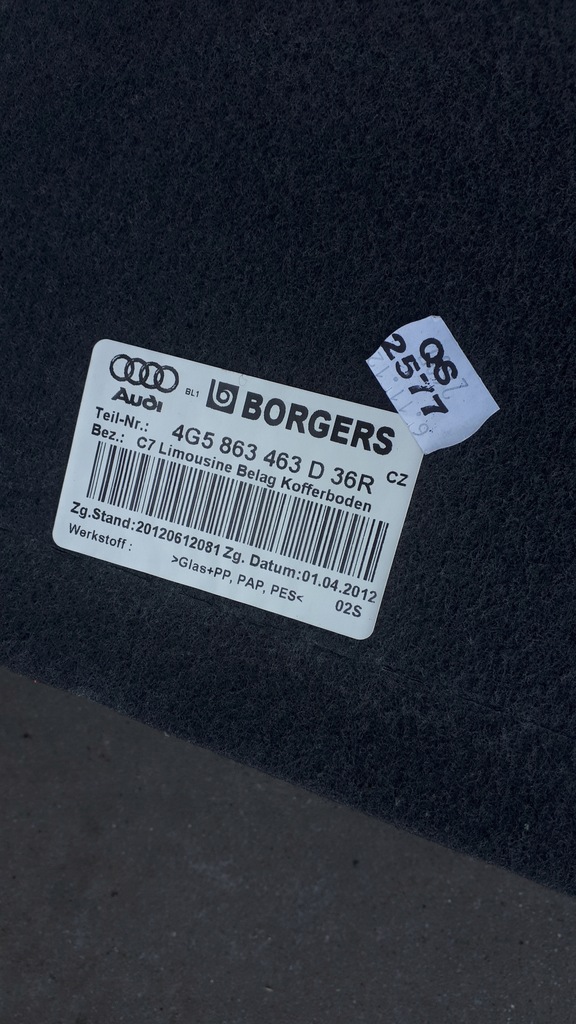 Audi
BL1
BORGERS
Teil-Nr.: 4G5 863 463 D 36R CZ
Bez.: C7 Limousine Belag Kofferboden
Zg.Stand:20120612081 Zg. Datum:01.04.2012
Werkstoff : >Glas+PP, PAP, PES< 02S
QS
25-77